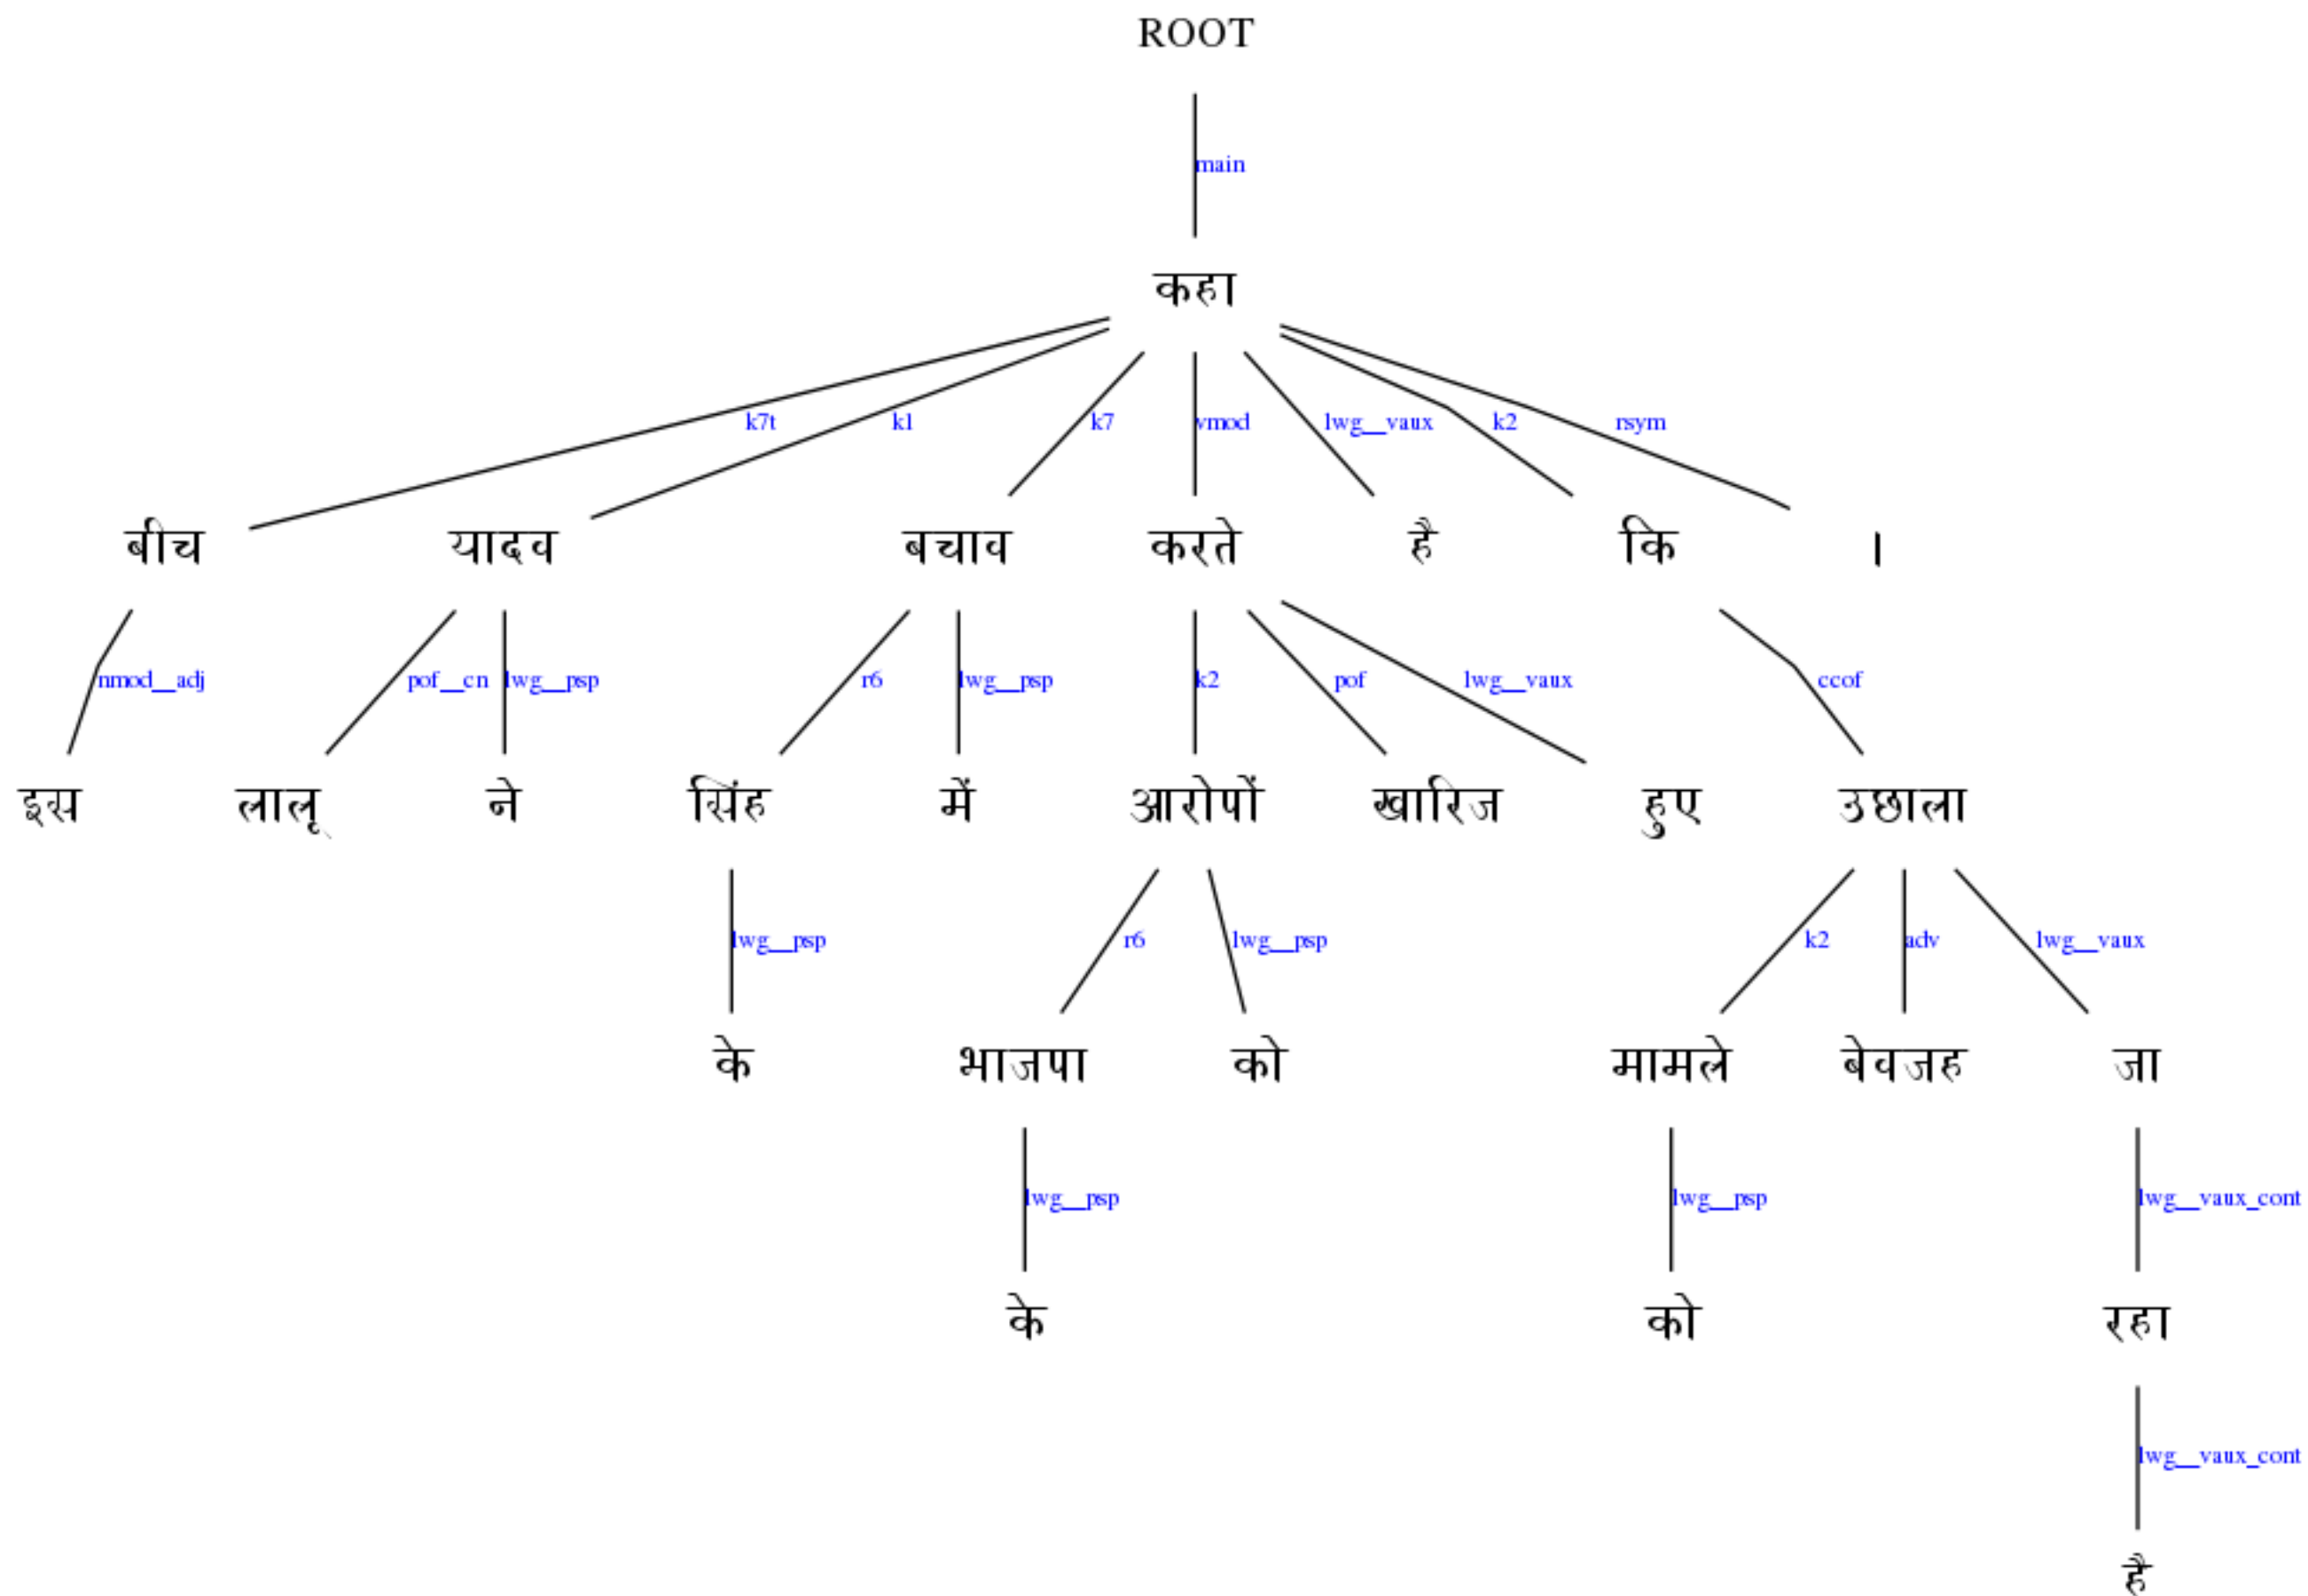 ROOT
main
कहा
k7t k1 k7 vmod lwg__vaux k2 rsym
बीच यादव बचाव करते है कि ।
nmod__adj pof__cn lwg__psp r6 lwg__psp k2 pof lwg__vaux ccof
इस लालू ने सिंह में आरोपों खारिज हुए उछाला
lwg__psp r6 lwg__psp k2 adv lwg__vaux
के भाजपा को मामले बेवजह जा
lwg__psp lwg__psp lwg__vaux_cont
के को रहा
lwg__vaux_cont
है